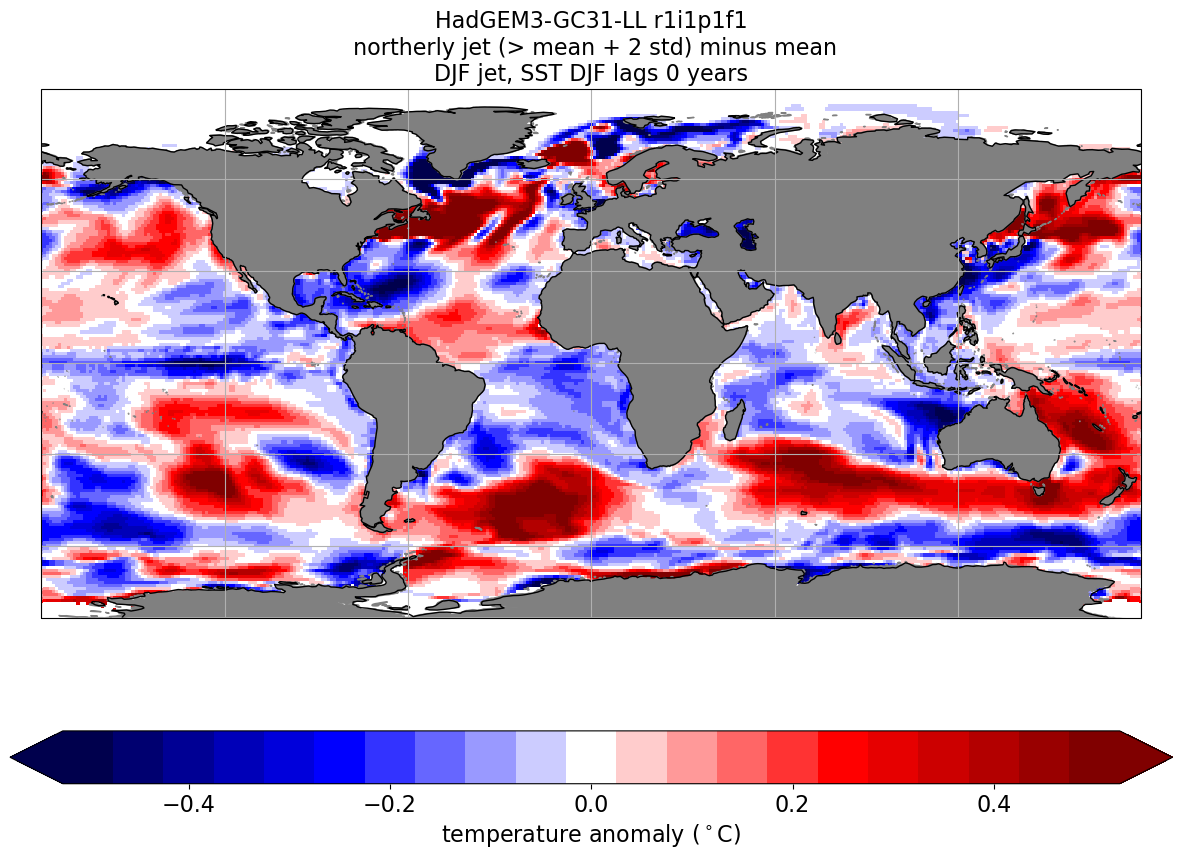 HadGEM3-GC31-LL r1i1p1f1
northerly jet (> mean + 2 std) minus mean
DJF jet, SST DJF lags 0 years
−0.4 −0.2 0.0 0.2 0.4
temperature anomaly (°C)